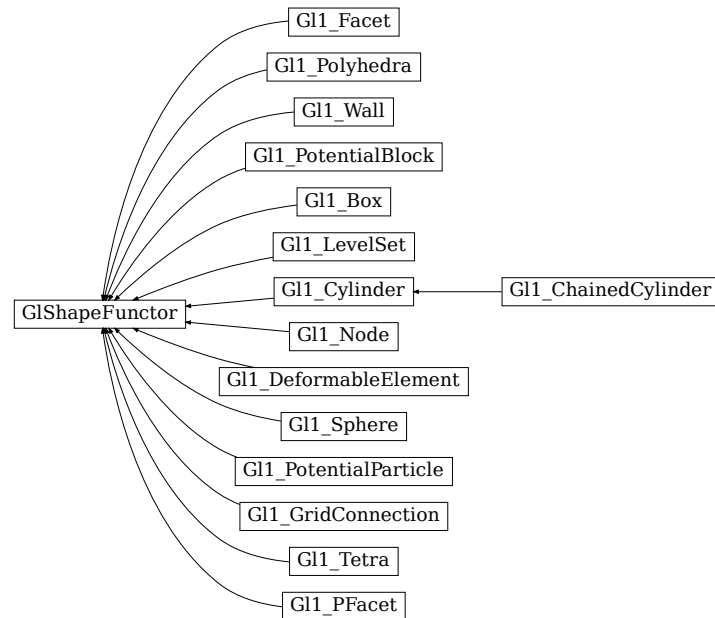 Gl1_Facet
Gl1_Polyhedra
Gl1_Wall
Gl1_PotentialBlock
Gl1_Box
Gl1_LevelSet
Gl1_Cylinder
Gl1_ChainedCylinder
GlShapeFunctor
Gl1_Node
Gl1_DeformableElement
Gl1_Sphere
Gl1_PotentialParticle
Gl1_GridConnection
Gl1_Tetra
Gl1_PFacet